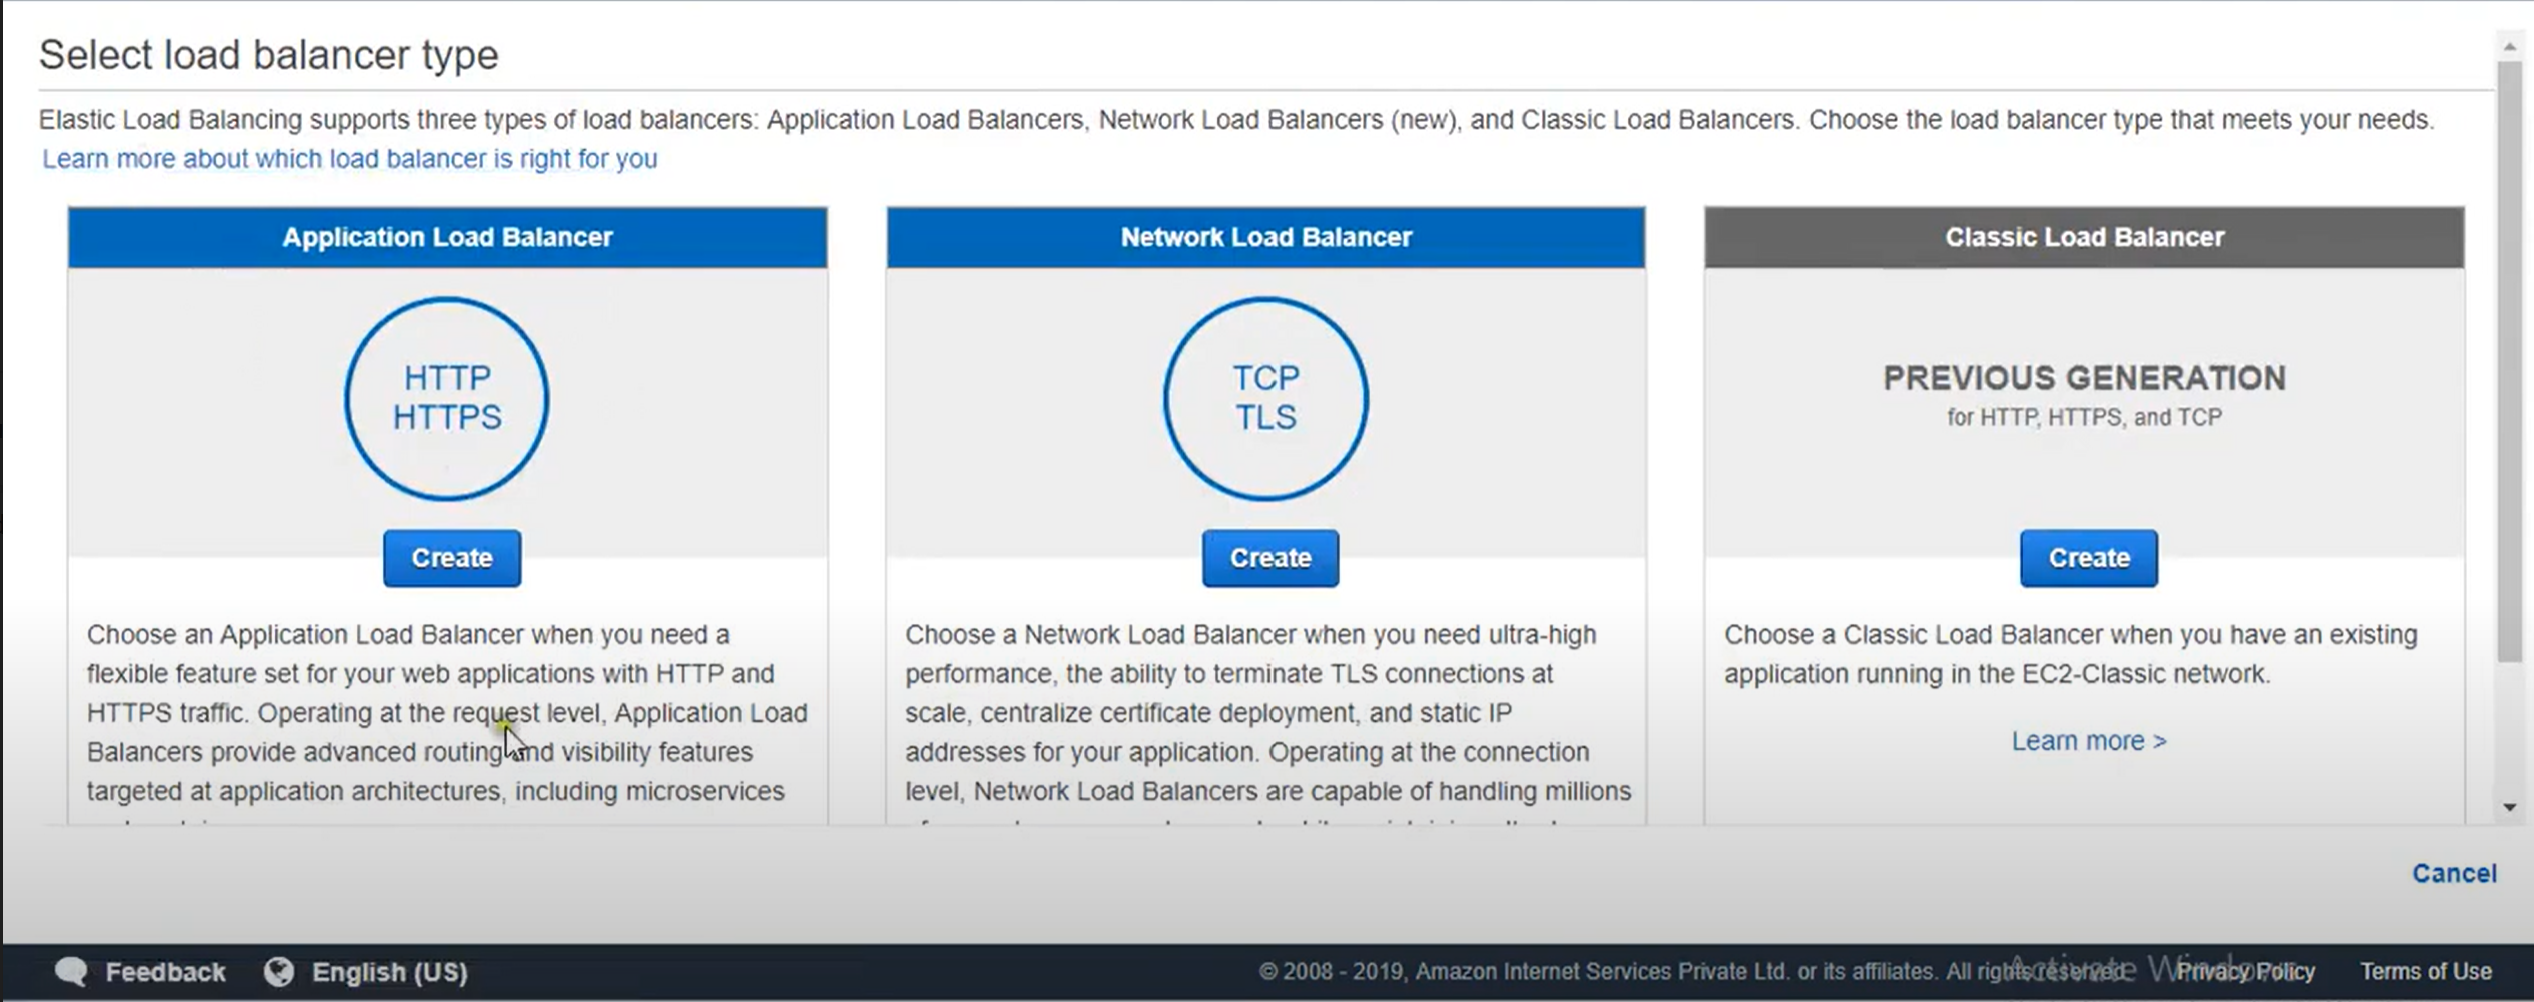 Select load balancer type
Elastic Load Balancing supports three types of load balancers: Application Load Balancers, Network Load Balancers (new), and Classic Load Balancers. Choose the load balancer type that meets your needs.
Learn more about which load balancer is right for you
Application Load Balancer
HTTP
HTTPS
Create
Choose an Application Load Balancer when you need a
flexible feature set for your web applications with HTTP and
HTTPS traffic. Operating at the request level, Application Load
Balancers provide advanced routing and visibility features
targeted at application architectures, including microservices
Network Load Balancer
TCP
TLS
Create
Choose a Network Load Balancer when you need ultra-high
performance, the ability to terminate TLS connections at
scale, centralize certificate deployment, and static IP
addresses for your application. Operating at the connection
level, Network Load Balancers are capable of handling millions
Classic Load Balancer
PREVIOUS GENERATION
for HTTP, HTTPS, and TCP
Create
Choose a Classic Load Balancer when you have an existing
application running in the EC2-Classic network.
Learn more >
Cancel
Feedback English (US)
© 2008 - 2019, Amazon Internet Services Private Ltd. or its affiliates. All rights reserved. Privacy Policy Terms of Use
Activate Windows